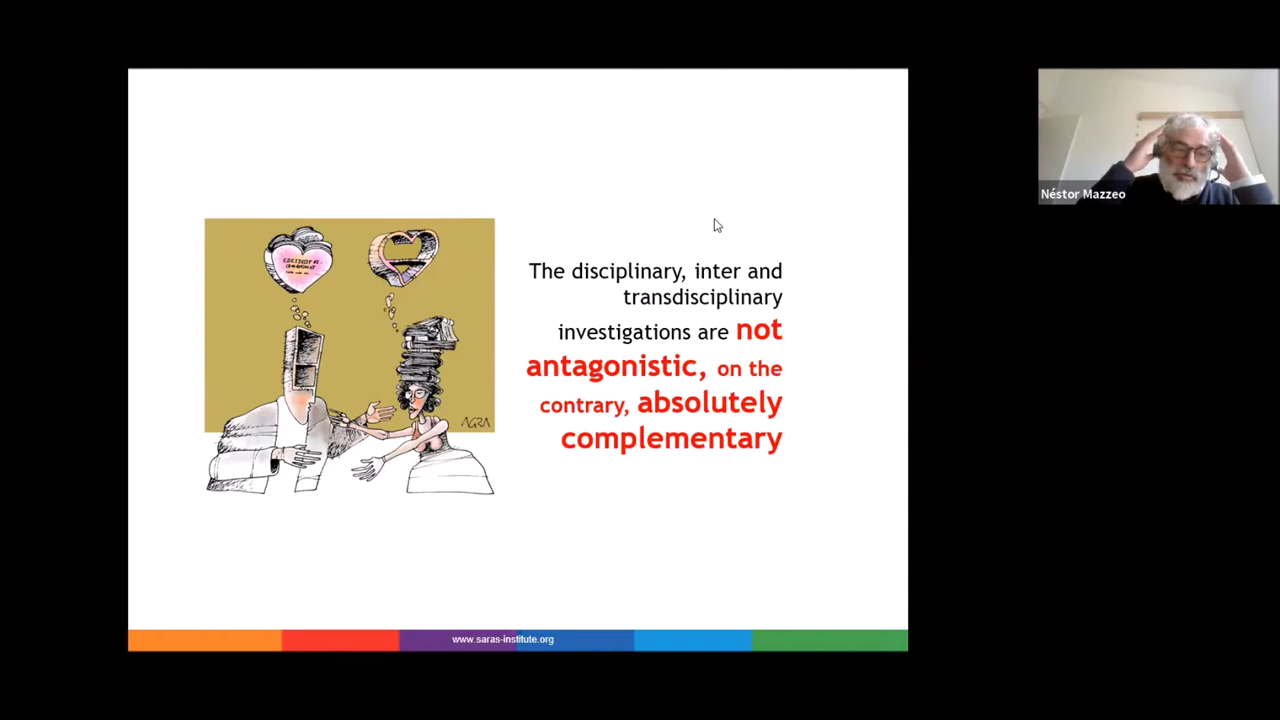 The disciplinary, inter and
transdisciplinary
investigations are not
antagonistic, on the
contrary, absolutely
complementary
AGRA
www.saras-institute.org
Néstor Mazzeo